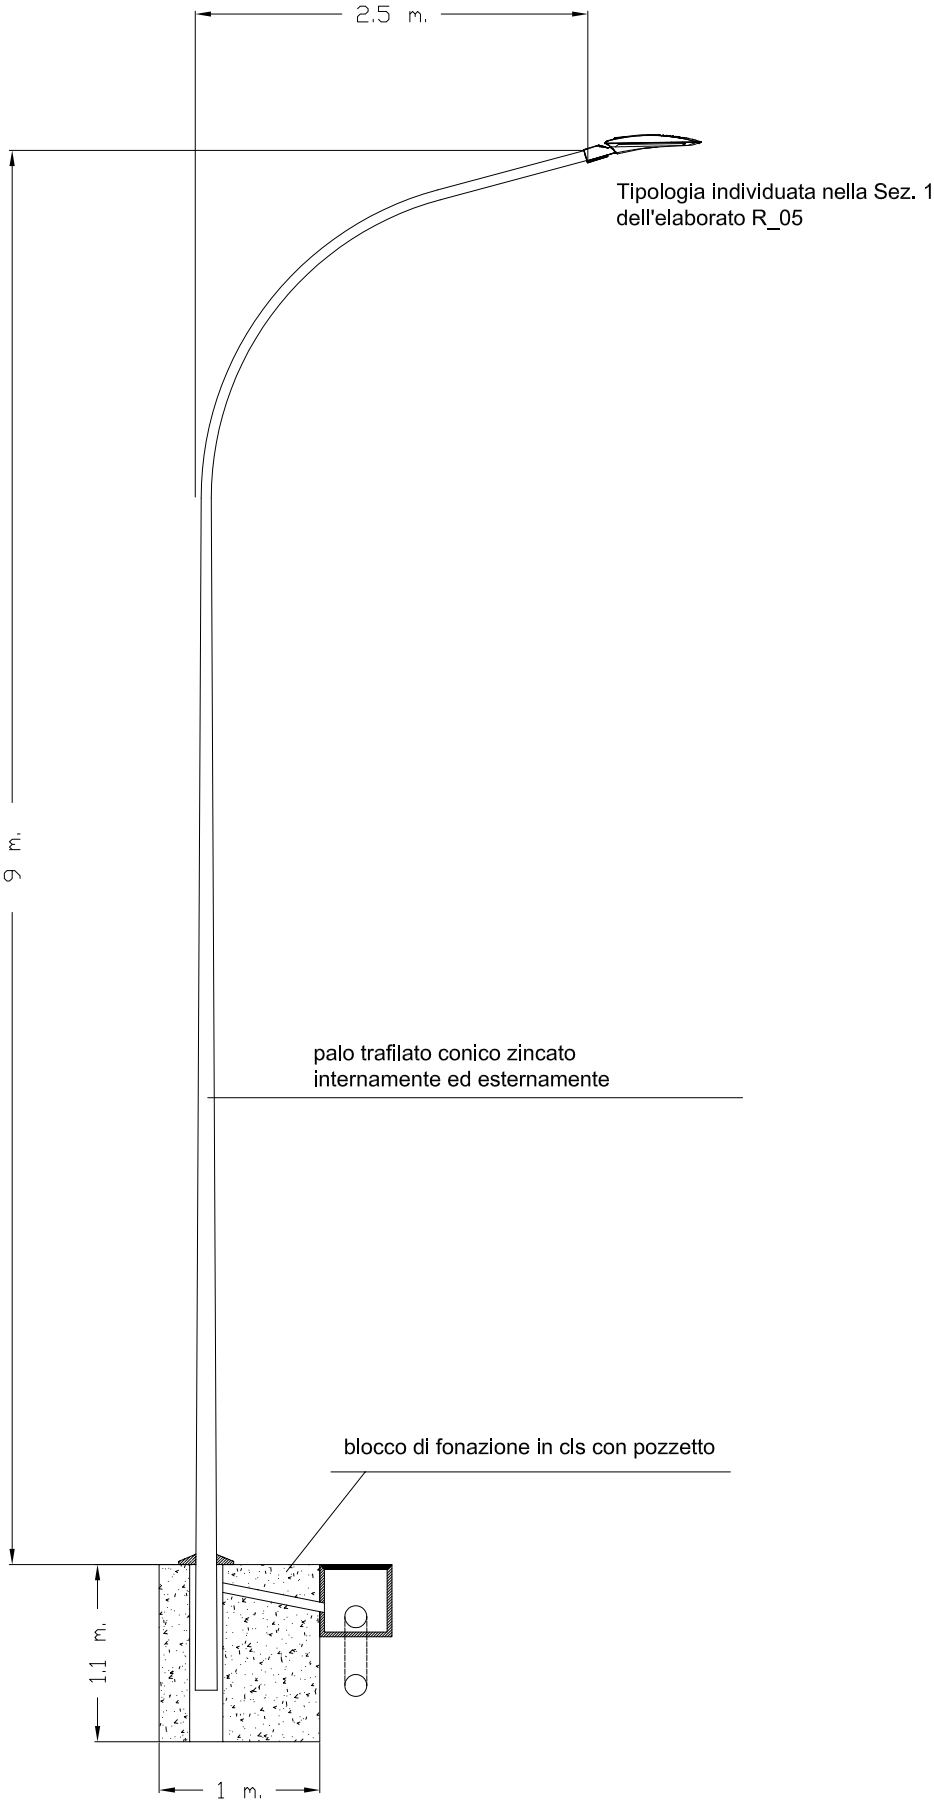 2.5 m.
Tipologia individuata nella Sez. 1
dell'elaborato R_05
9 m.
palo trafilato conico zincato
internamente ed esternamente
blocco di fonazione in cls con pozzetto
1.1 m.
1 m.